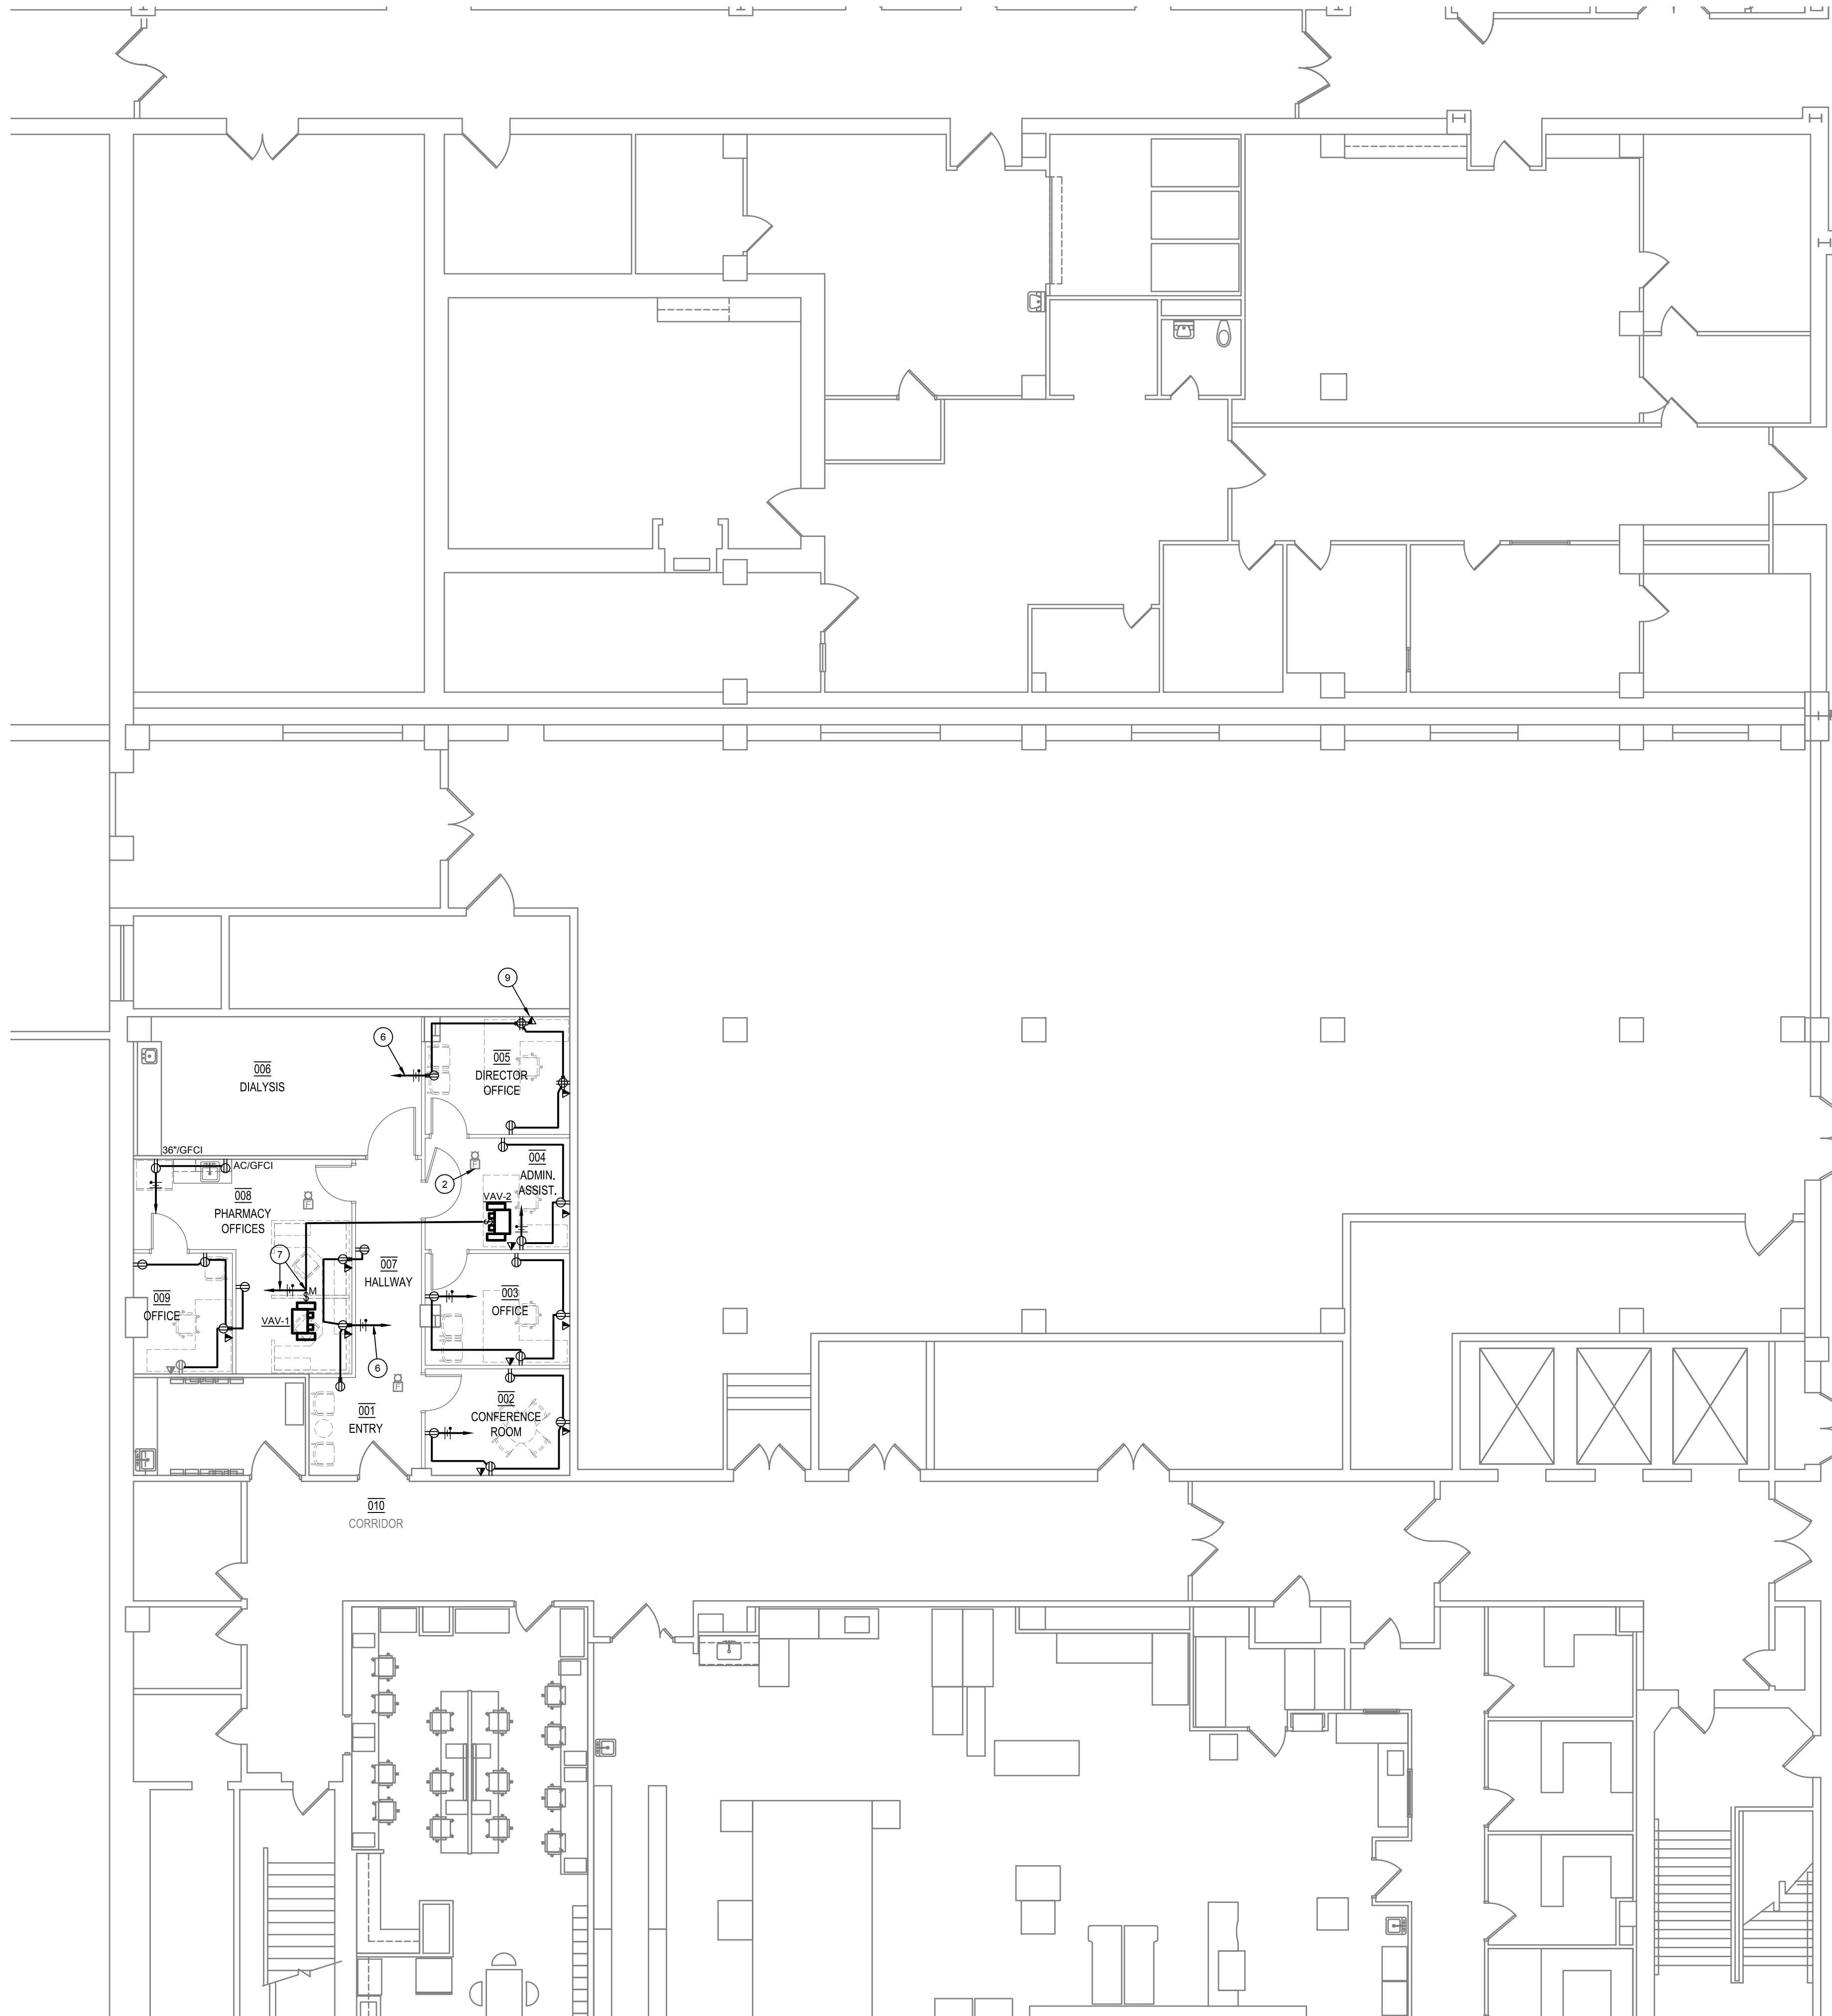 9
6
005
DIRECTOR
OFFICE
006
DIALYSIS
36"/GFCI
AC/GFCI
004
ADMIN.
ASSIST.
F
2
VAV-2
S
008
PHARMACY
OFFICES
F
7
007
HALLWAY
M
S
009
OFFICE
VAV-1
003
OFFICE
6
F
001
ENTRY
002
CONFERENCE
ROOM
010
CORRIDOR